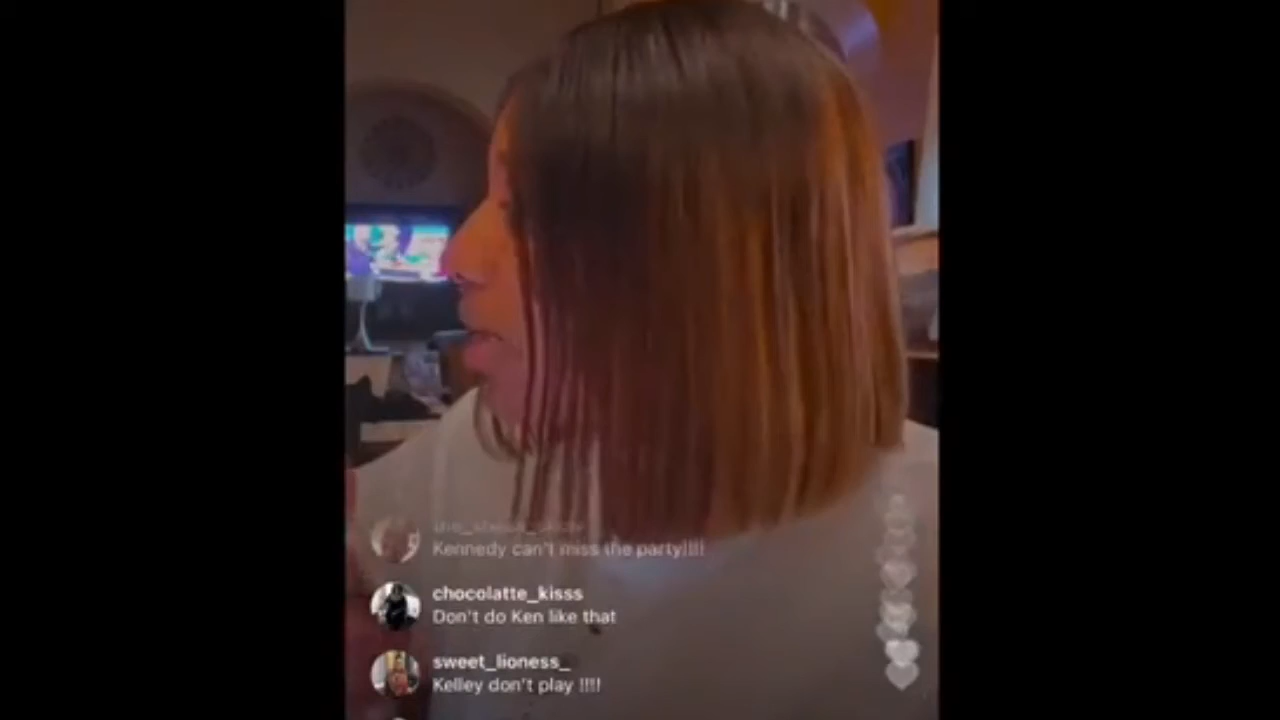 Kennedy can't miss the party!!!!
chocolatte_kisss
Don't do Ken like that
sweet_lioness_
Kelley don't play !!!!